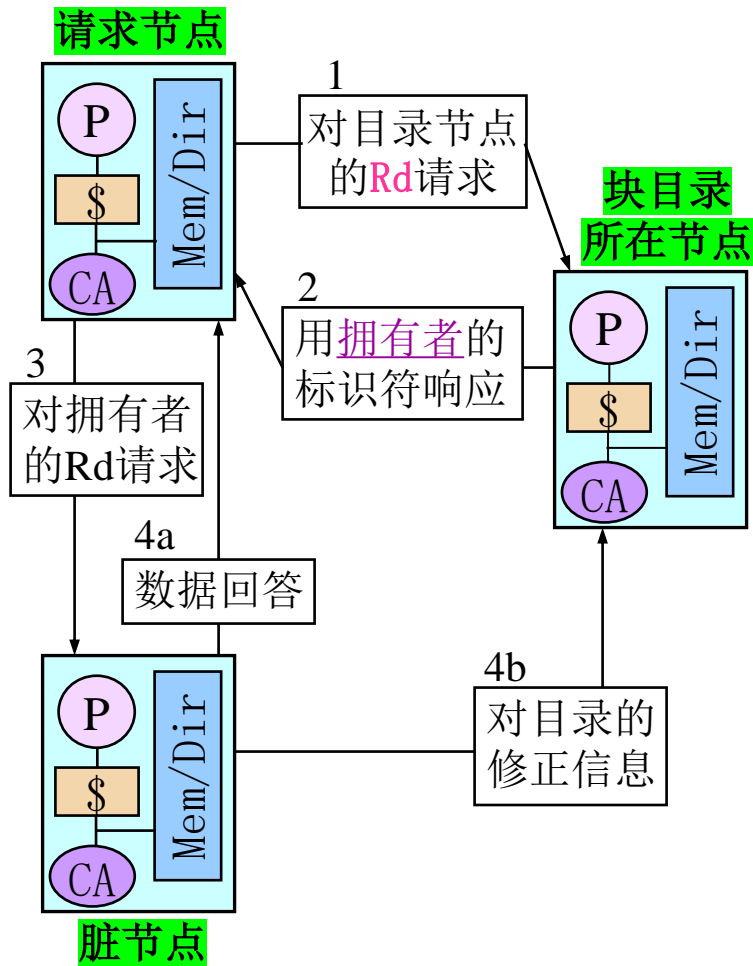 请求节点
P
$
CA
Mem/Dir
1
对目录节点
的Rd请求
块目录
所在节点
P
$
CA
Mem/Dir
2
用拥有者的
标识符响应
3
对拥有者
的Rd请求
4a
数据回答
4b
对目录的
修正信息
P
$
CA
Mem/Dir
脏节点